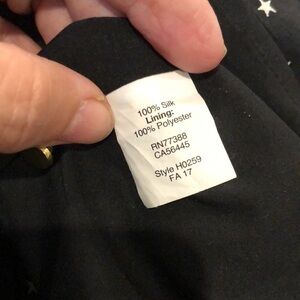 100% Silk
Lining:
100% Polyester
RN77388
CA56445
Style H0259
FA 17